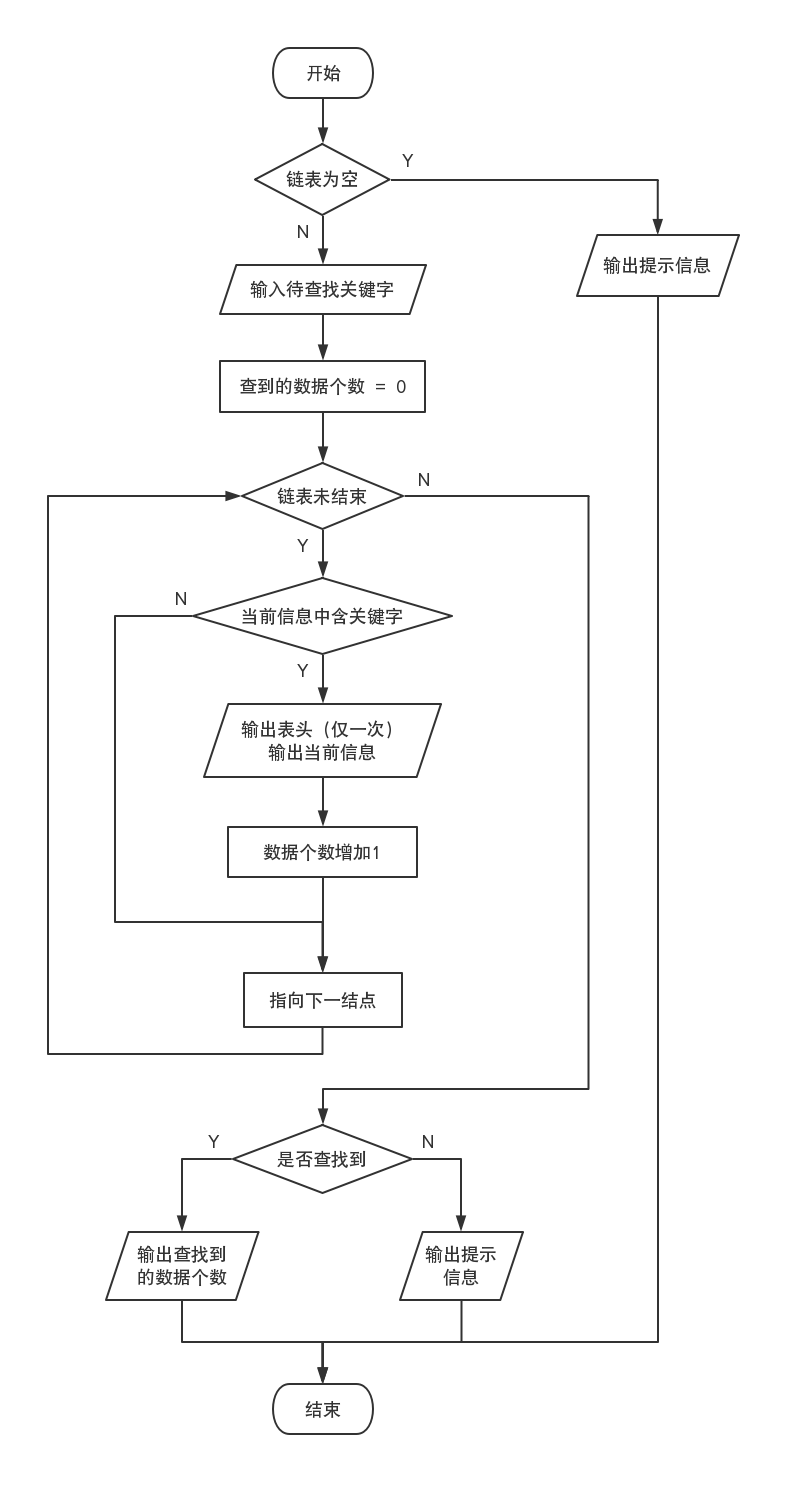 开始
链表为空
Y
N
输出提示信息
输入待查找关键字
查到的数据个数 = 0
链表未结束
N
Y
当前信息中含关键字
N
Y
输出表头（仅一次）
输出当前信息
数据个数增加1
指向下一结点
是否查找到
Y
N
输出查找到
的数据个数
输出提示
信息
结束